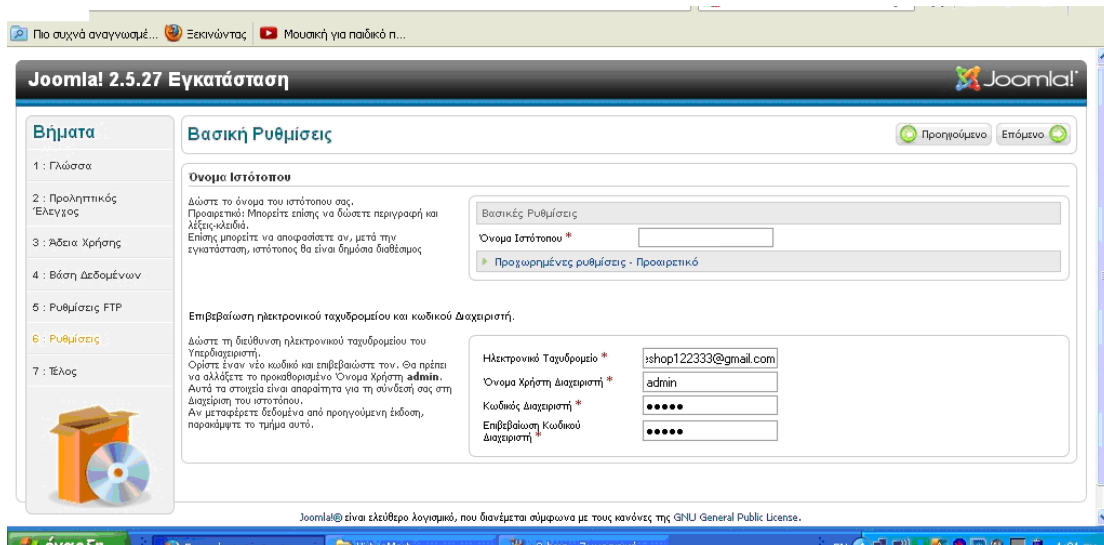 Πιο συχνά αναγνωσμέ... Ξεκινώντας Μουσική για παιδικό π...
Joomla! 2.5.27 Εγκατάσταση
Joomla!
Βήματα
1 : Γλώσσα
2 : Προληπτικός
Έλεγχος
3 : Άδεια Χρήσης
4 : Βάση Δεδομένων
5 : Ρυθμίσεις FTP
6 : Ρυθμίσεις
7 : Τέλος
Βασική Ρυθμίσεις
Προηγούμενο Επόμενο
Όνομα Ιστότοπου
Δώστε το όνομα του ιστότοπου σας.
Προαιρετικό: Μπορείτε επίσης να δώσετε περιγραφή και
λέξεις-κλειδιά.
Επίσης μπορείτε να αποφασίσετε αν, μετά την
εγκατάσταση, ιστότοπος θα είναι δημόσια διαθέσιμος
Βασικές Ρυθμίσεις
Όνομα Ιστότοπου *
Προχωρημένες ρυθμίσεις - Προαιρετικό
Επιβεβαίωση ηλεκτρονικού ταχυδρομείου και κωδικού Διαχειριστή.
Δώστε τη διεύθυνση ηλεκτρονικού ταχυδρομείου του
Υπερδιαχειριστή.
Ορίστε έναν νέο κωδικό και επιβεβαιώστε τον. Θα πρέπει
να αλλάξετε το προκαθορισμένο Όνομα Χρήστη admin.
Αυτά τα στοιχεία είναι απαραίτητα για τη σύνδεσή σας στη
Διαχείριση του ιστοτόπου.
Αν μεταφέρετε δεδομένα από προηγούμενη έκδοση,
παρακάμψτε το τμήμα αυτό.
Ηλεκτρονικό Ταχυδρομείο * shop122333@gmail.com
Όνομα Χρήστη Διαχειριστή * admin
Κωδικός Διαχειριστή * •••••
Επιβεβαίωση Κωδικού
Διαχειριστή * •••••
Joomla!® είναι ελεύθερο λογισμικό, που διανέμεται σύμφωνα με τους κανόνες της GNU General Public License.